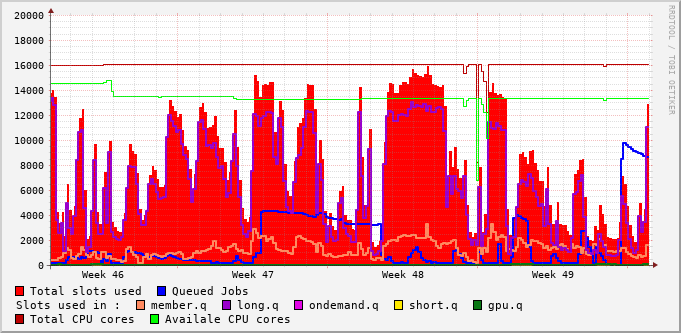 20000
18000
16000
14000
12000
10000
8000
6000
4000
2000
0
Week 46 Week 47 Week 48 Week 49
RRDTOOL / TOBI OETIKER
Total slots used Queued Jobs
Slots used in : member.q long.q ondemand.q short.q gpu.q
Total CPU cores Availale CPU cores